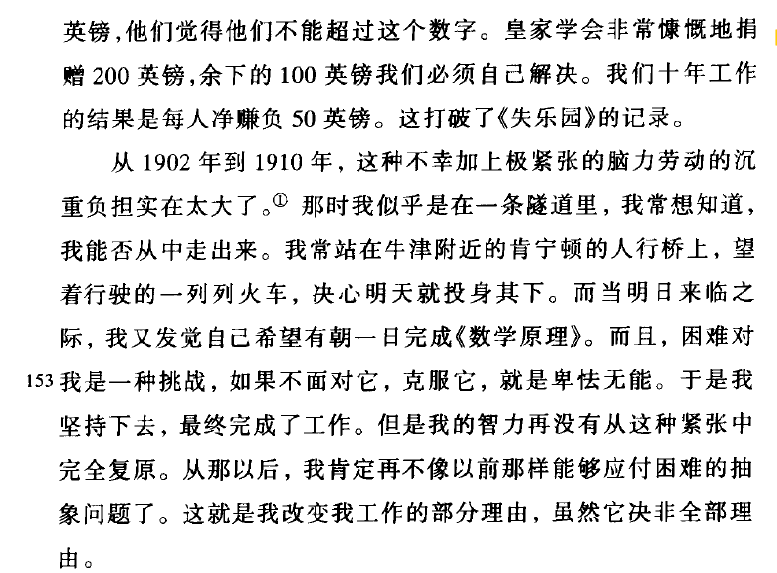 英镑,他们觉得他们不能超过这个数字。皇家学会非常慷慨地捐
赠 200 英镑,余下的 100 英镑我们必须自己解决。我们十年工作
的结果是每人净赚负 50 英镑。这打破了《失乐园》的记录。
从 1902 年到 1910 年，这种不幸加上极紧张的脑力劳动的沉
重负担实在太大了。① 那时我似乎是在一条隧道里，我常想知道，
我能否从中走出来。我常站在牛津附近的肯宁顿的人行桥上，望
着行驶的一列列火车，决心明天就投身其下。而当明日来临之
际，我又发觉自己希望有朝一日完成《数学原理》。而且，困难对
153 我是一种挑战，如果不面对它，克服它，就是卑怯无能。于是我
坚持下去，最终完成了工作。但是我的智力再没有从这种紧张中
完全复原。从那以后，我肯定再不像以前那样能够应付困难的抽
象问题了。这就是我改变我工作的部分理由，虽然它决非全部理
由。